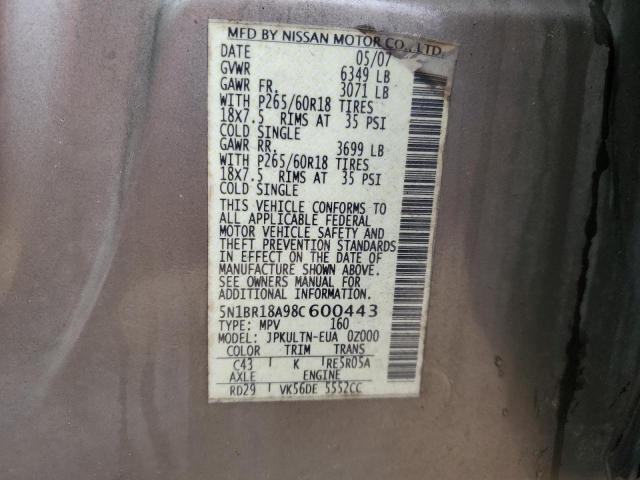 MFD BY NISSAN MOTOR CO., LTD.
DATE 05/07
GVWR 6349 LB
GAWR FR. 3071 LB
WITH P265/60R18 TIRES
18X7.5 RIMS AT 35 PSI
COLD SINGLE
GAWR RR. 3699 LB
WITH P265/60R18 TIRES
18X7.5 RIMS AT 35 PSI
COLD SINGLE
THIS VEHICLE CONFORMS TO
ALL APPLICABLE FEDERAL
MOTOR VEHICLE SAFETY AND
THEFT PREVENTION STANDARDS
IN EFFECT ON THE DATE OF
MANUFACTURE SHOWN ABOVE.
SEE OWNERS MANUAL FOR
ADDITIONAL INFORMATION.
5N1BR18A98C600443
TYPE: MPV 160
MODEL: JPKULTN-EUA 0Z000
COLOR TRIM TRANS
C43 K RE5R05A
AXLE ENGINE
RD29 VK56DE 5552CC